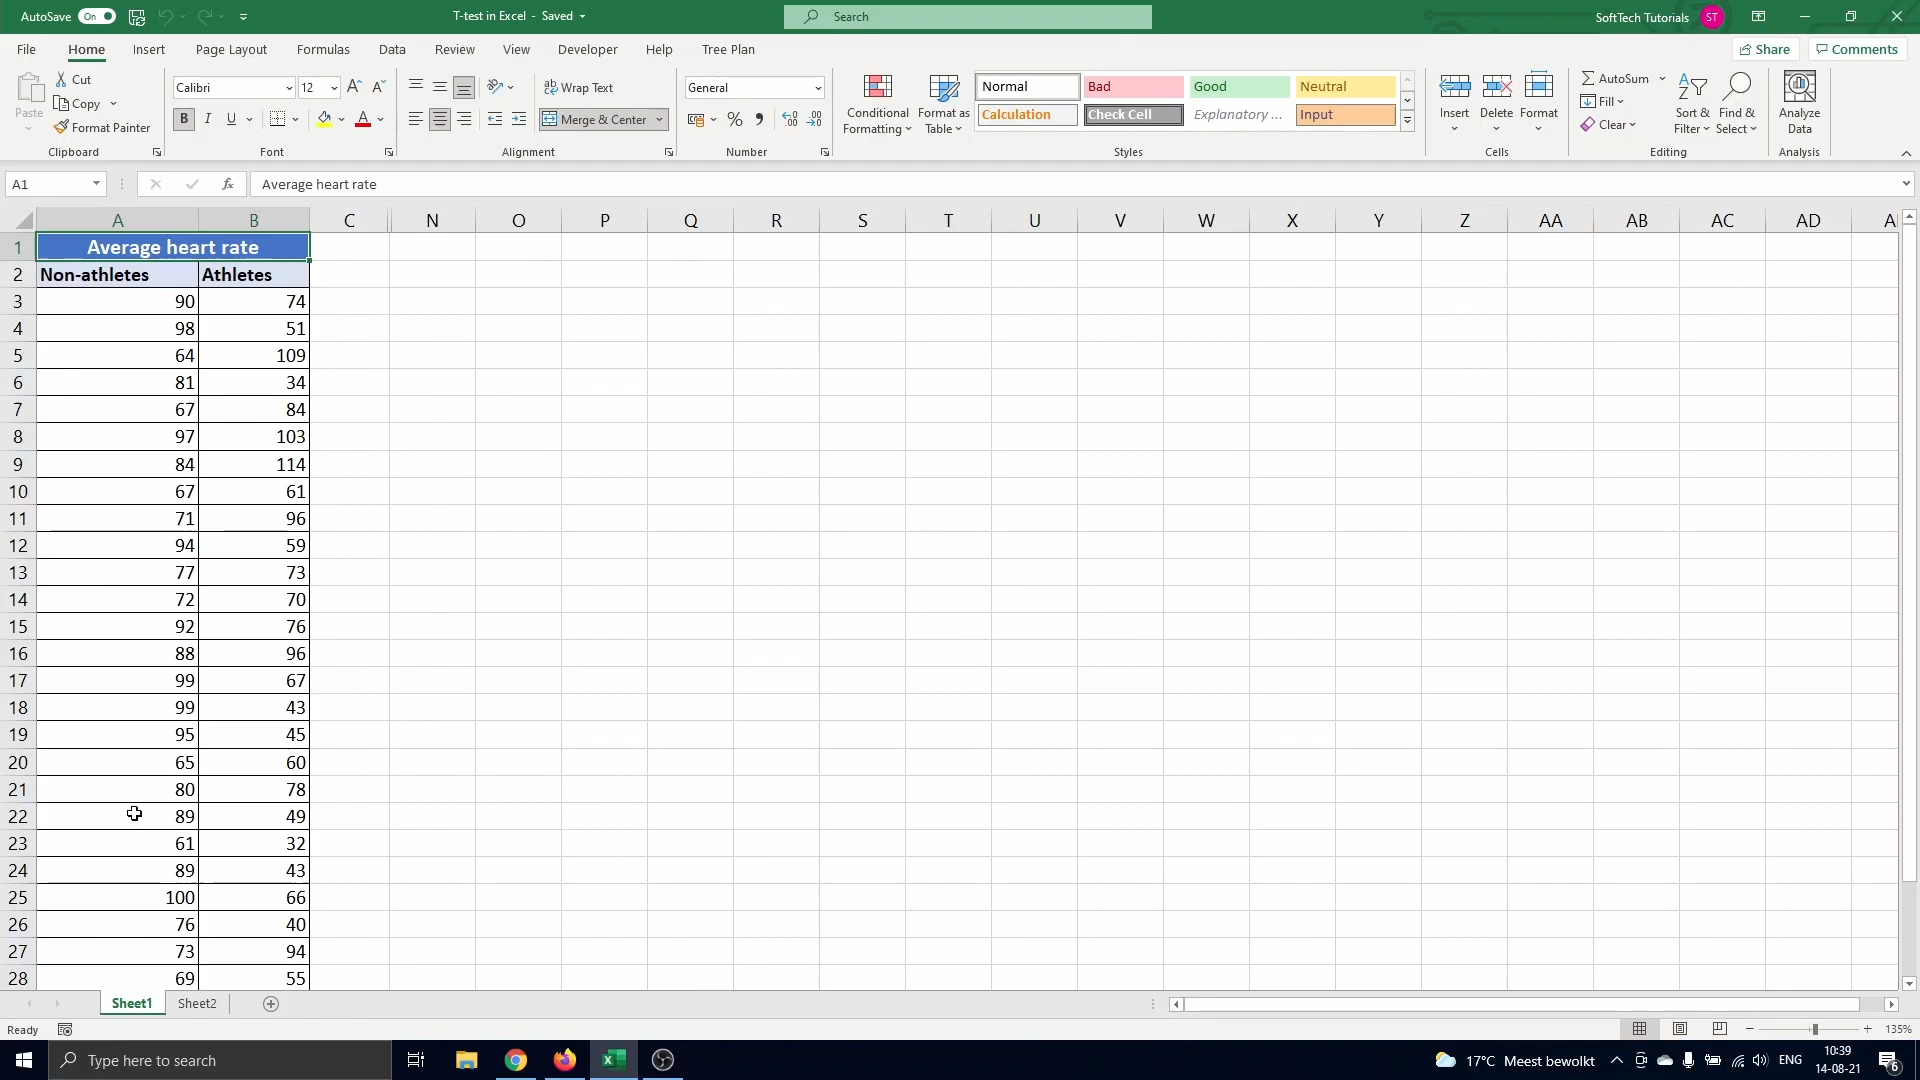 AutoSave On T-test in Excel - Saved Search SoftTech Tutorials ST
File Home Insert Page Layout Formulas Data Review View Developer Help Tree Plan Share Comments
Paste Cut Copy Format Painter Clipboard
Calibri 12 B I U Font
Wrap Text Merge & Center Alignment
General Number
Conditional Formatting Format as Table
Normal Bad Good Neutral
Calculation Check Cell Explanatory ... Input
Styles
Insert Delete Format Cells
AutoSum Fill Clear Sort & Filter Find & Select Editing
Analyze Data Analysis
A1 fx Average heart rate
A B C N O P Q R S T U V W X Y Z AA AB AC AD
1 Average heart rate
2 Non-athletes Athletes
3 90 74
4 98 51
5 64 109
6 81 34
7 67 84
8 97 103
9 84 114
10 67 61
11 71 96
12 94 59
13 77 73
14 72 70
15 92 76
16 88 96
17 99 67
18 99 43
19 95 45
20 65 60
21 80 78
22 89 49
23 61 32
24 89 43
25 100 66
26 76 40
27 73 94
28 69 55
Sheet1 Sheet2
Ready 135%
Type here to search 17°C Meest bewolkt ENG 10:39
14-08-21 6